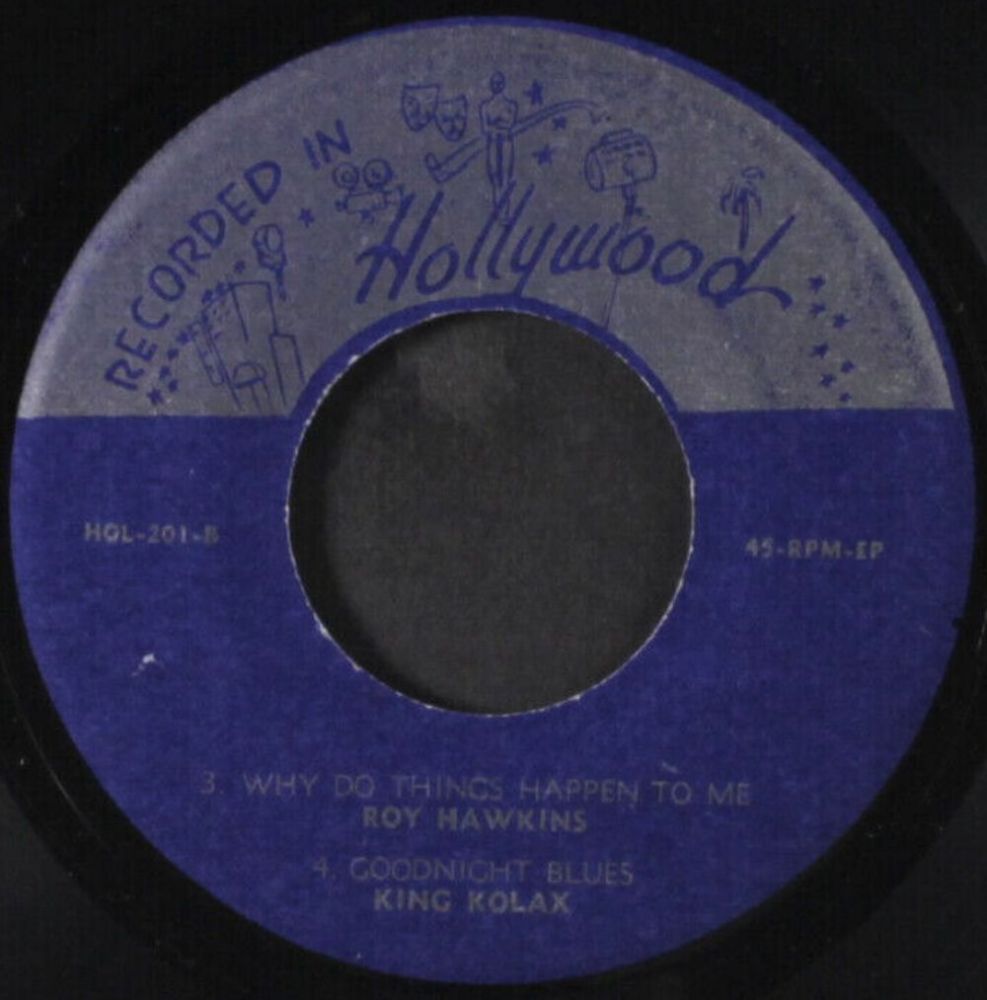 RECORDED IN
Hollywood
HOL-201-B
45-RPM-EP
3. WHY DO THINGS HAPPEN TO ME
ROY HAWKINS
4. GOODNIGHT BLUES
KING KOLAX